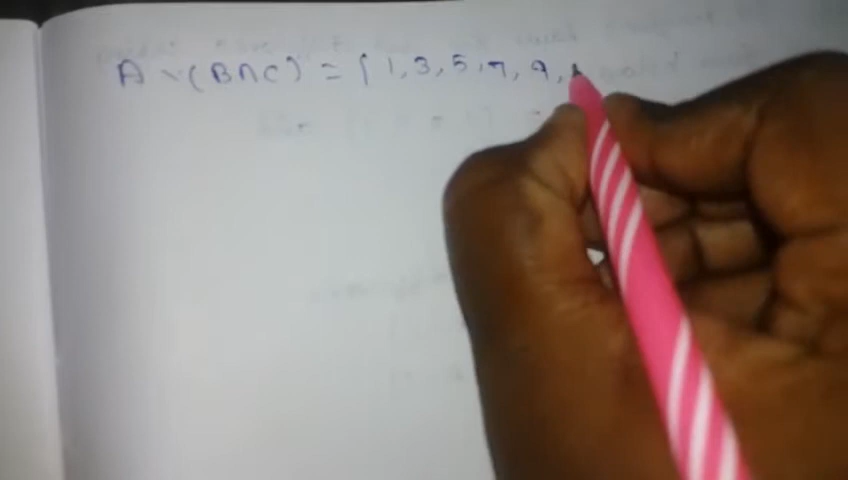 A \ (B∩C) = { 1, 3, 5, 7, 9,